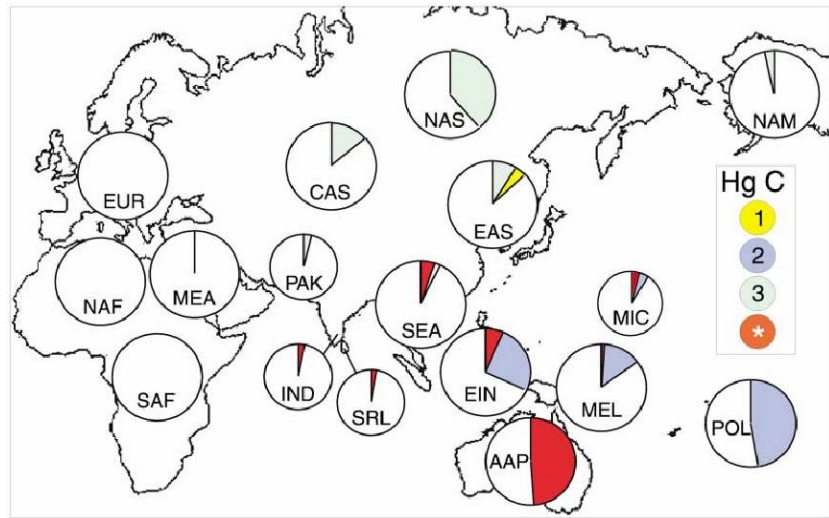 NAS
NAM
CAS
EUR
EAS
Hg C
1
2
3
*
PAK
MEA
NAF
SEA
MIC
IND
SRL
EIN
MEL
SAF
POL
AAP